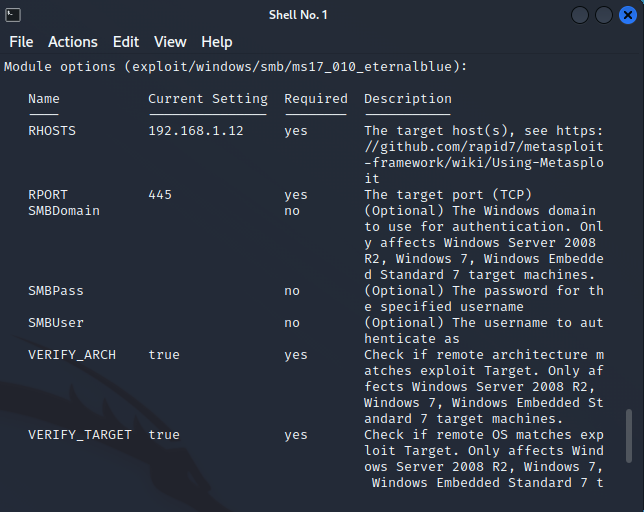 Shell No. 1
File Actions Edit View Help
Module options (exploit/windows/smb/ms17_010_eternalblue):
Name Current Setting Required Description
---- --------------- -------- -----------
RHOSTS 192.168.1.12 yes The target host(s), see https:
//github.com/rapid7/metasploit
-framework/wiki/Using-Metasplo
it
RPORT 445 yes The target port (TCP)
SMBDomain no (Optional) The Windows domain
to use for authentication. Onl
y affects Windows Server 2008
R2, Windows 7, Windows Embedde
d Standard 7 target machines.
SMBPass no (Optional) The password for th
e specified username
SMBUser no (Optional) The username to aut
henticate as
VERIFY_ARCH true yes Check if remote architecture m
atches exploit Target. Only af
fects Windows Server 2008 R2,
Windows 7, Windows Embedded St
andard 7 target machines.
VERIFY_TARGET true yes Check if remote OS matches exp
loit Target. Only affects Wind
ows Server 2008 R2, Windows 7,
Windows Embedded Standard 7 t